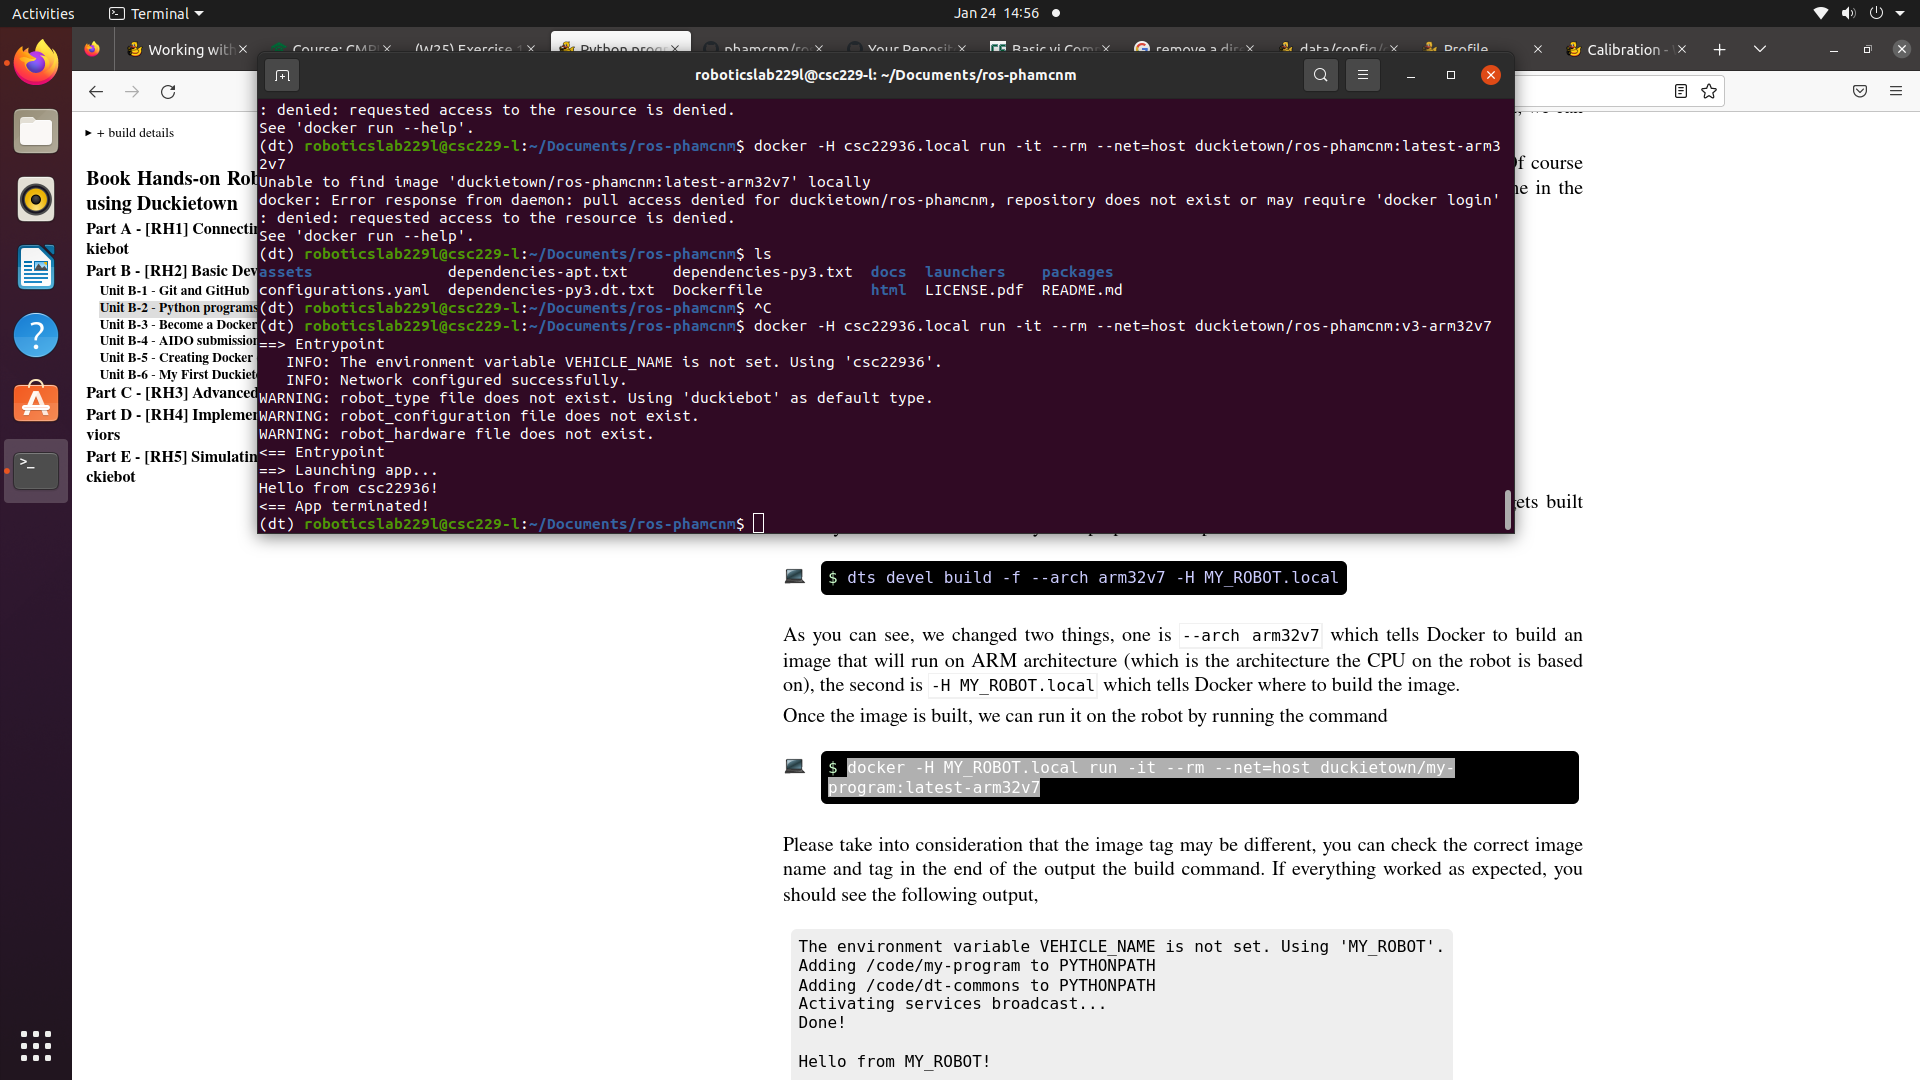 Activities
Terminal
Jan 24 14:56
Working with
Course: CMPU
(W25) Exercise 1
Python prog
phamcnm/ros
Your Reposit
Basic vi Com
remove a dire
data/config/c
Profile
Calibration -
roboticslab229l@csc229-l: ~/Documents/ros-phamcnm
+ build details
Book Hands-on Rob
using Duckietown
Part A - [RH1] Connectin
kiebot
Part B - [RH2] Basic Dev
Unit B-1 - Git and GitHub
Unit B-2 - Python programs
Unit B-3 - Become a Docker
Unit B-4 - AIDO submission
Unit B-5 - Creating Docker
Unit B-6 - My First Duckieto
Part C - [RH3] Advanced
Part D - [RH4] Implemen
viors
Part E - [RH5] Simulatin
ckiebot
: denied: requested access to the resource is denied.
See 'docker run --help'.
(dt) roboticslab229l@csc229-l:~/Documents/ros-phamcnm$ docker -H csc22936.local run -it --rm --net=host duckietown/ros-phamcnm:latest-arm3
2v7
Unable to find image 'duckietown/ros-phamcnm:latest-arm32v7' locally
docker: Error response from daemon: pull access denied for duckietown/ros-phamcnm, repository does not exist or may require 'docker login'
: denied: requested access to the resource is denied.
See 'docker run --help'.
(dt) roboticslab229l@csc229-l:~/Documents/ros-phamcnm$ ls
assets dependencies-apt.txt dependencies-py3.txt docs launchers packages
configurations.yaml dependencies-py3.dt.txt Dockerfile html LICENSE.pdf README.md
(dt) roboticslab229l@csc229-l:~/Documents/ros-phamcnm$ ^C
(dt) roboticslab229l@csc229-l:~/Documents/ros-phamcnm$ docker -H csc22936.local run -it --rm --net=host duckietown/ros-phamcnm:v3-arm32v7
==> Entrypoint
INFO: The environment variable VEHICLE_NAME is not set. Using 'csc22936'.
INFO: Network configured successfully.
WARNING: robot_type file does not exist. Using 'duckiebot' as default type.
WARNING: robot_configuration file does not exist.
WARNING: robot_hardware file does not exist.
<== Entrypoint
==> Launching app...
Hello from csc22936!
<== App terminated!
(dt) roboticslab229l@csc229-l:~/Documents/ros-phamcnm$
Of course
ne in the
gets built
$ dts devel build -f --arch arm32v7 -H MY_ROBOT.local
As you can see, we changed two things, one is --arch arm32v7 which tells Docker to build an
image that will run on ARM architecture (which is the architecture the CPU on the robot is based
on), the second is -H MY_ROBOT.local which tells Docker where to build the image.
Once the image is built, we can run it on the robot by running the command
$ docker -H MY_ROBOT.local run -it --rm --net=host duckietown/my-
program:latest-arm32v7
Please take into consideration that the image tag may be different, you can check the correct image
name and tag in the end of the output the build command. If everything worked as expected, you
should see the following output,
The environment variable VEHICLE_NAME is not set. Using 'MY_ROBOT'.
Adding /code/my-program to PYTHONPATH
Adding /code/dt-commons to PYTHONPATH
Activating services broadcast...
Done!
Hello from MY_ROBOT!